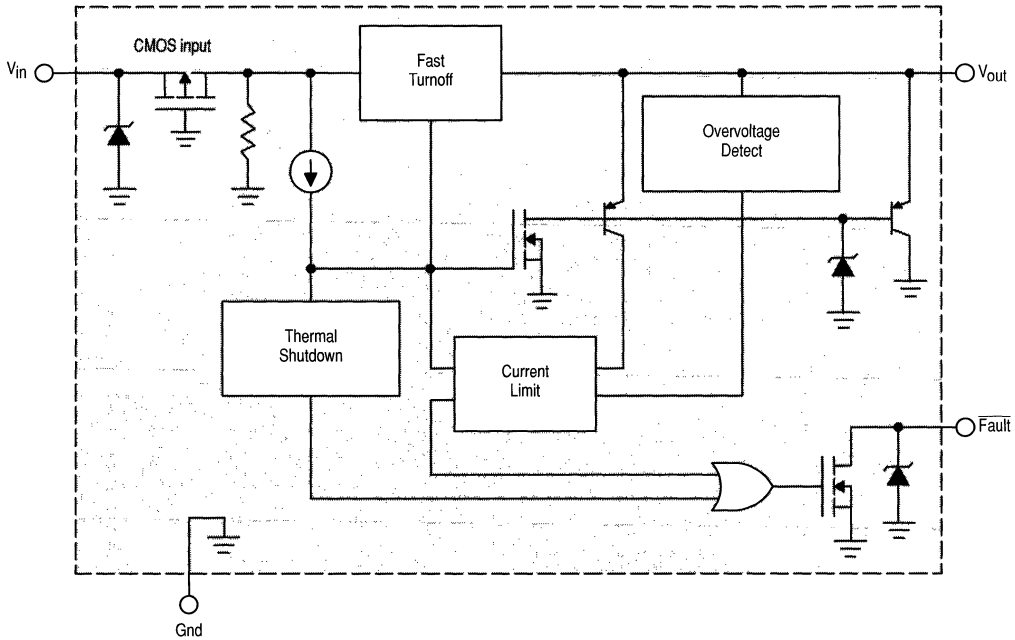 CMOS input
Vin
Fast
Turnoff
Vout
Overvoltage
Detect
Thermal
Shutdown
Current
Limit
Fault
Gnd